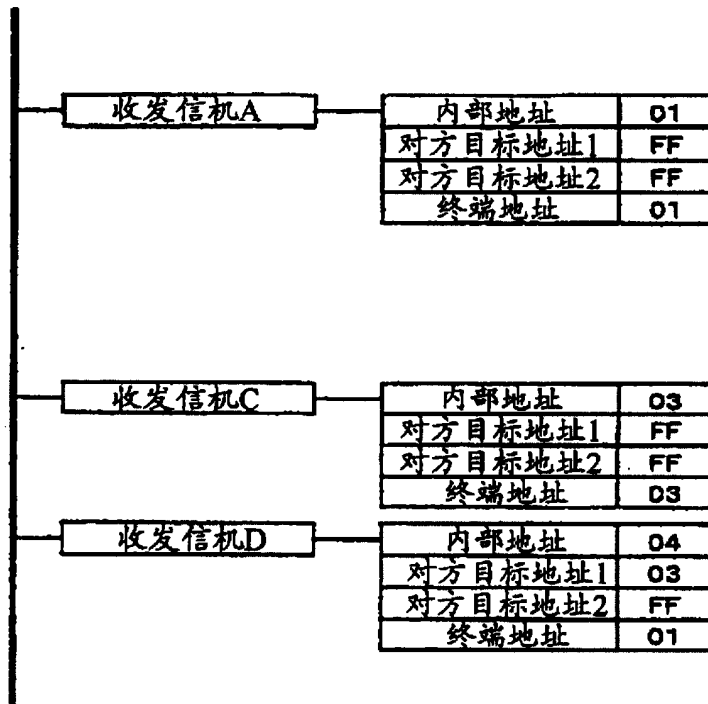 收发信机A 内部地址 01
对方目标地址1 FF
对方目标地址2 FF
终端地址 01
收发信机C 内部地址 03
对方目标地址1 FF
对方目标地址2 FF
终端地址 03
收发信机D 内部地址 04
对方目标地址1 03
对方目标地址2 FF
终端地址 01